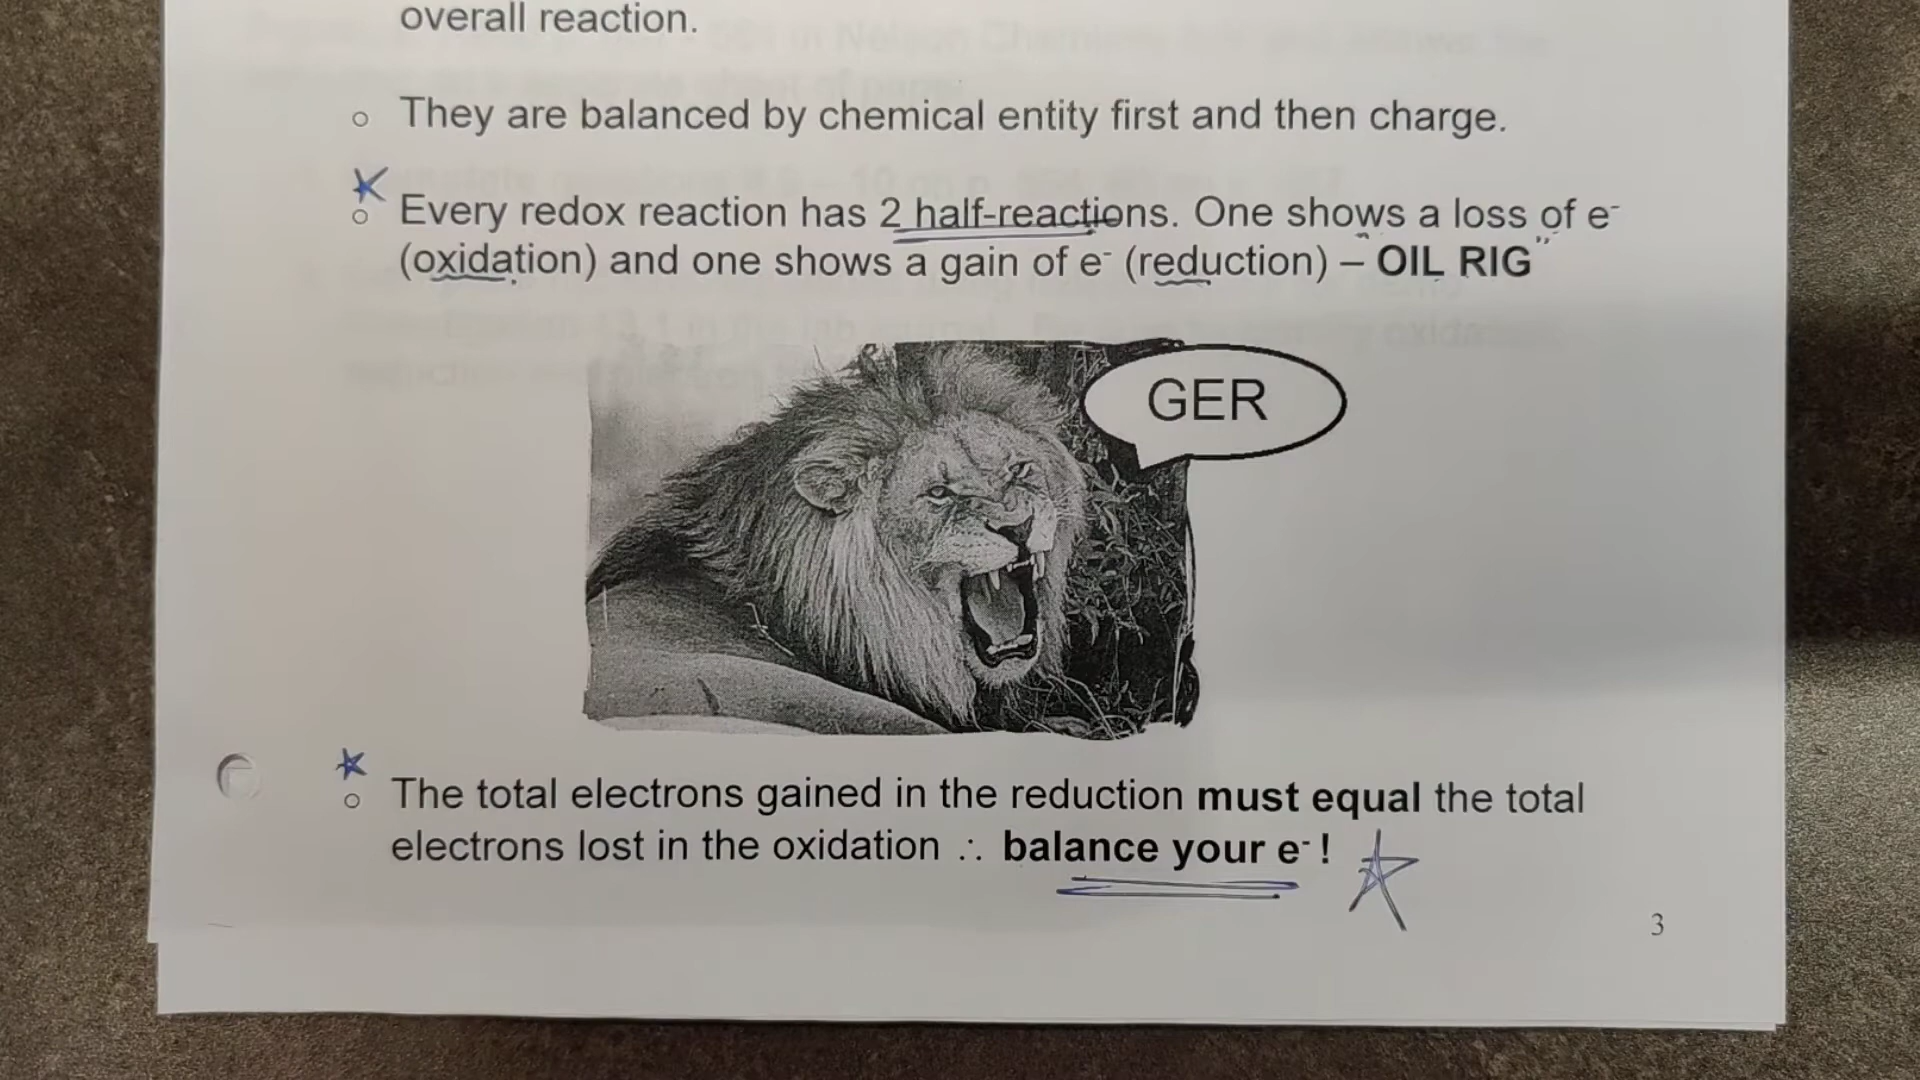 overall reaction.
○ They are balanced by chemical entity first and then charge.
○ Every redox reaction has 2 half-reactions. One shows a loss of e⁻
(oxidation) and one shows a gain of e⁻ (reduction) – "OIL RIG"
GER
○ The total electrons gained in the reduction must equal the total
electrons lost in the oxidation ∴ balance your e⁻!
3